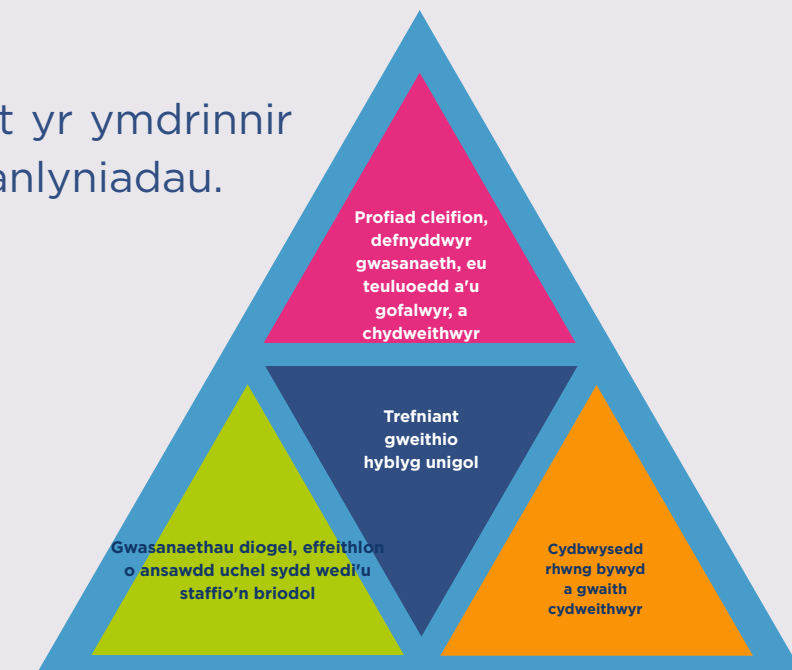 t yr ymdrinnir
anlyniadau.
Profiad cleifion,
defnyddwyr
gwasanaeth, eu
teuluoedd a'u
gofalwyr, a
chydweithwyr
Trefniant
gweithio
hyblyg unigol
Gwasanaethau diogel, effeithlon
o ansawdd uchel sydd wedi'u
staffio'n briodol
Cydbwysedd
rhwng bywyd
a gwaith
cydweithwyr